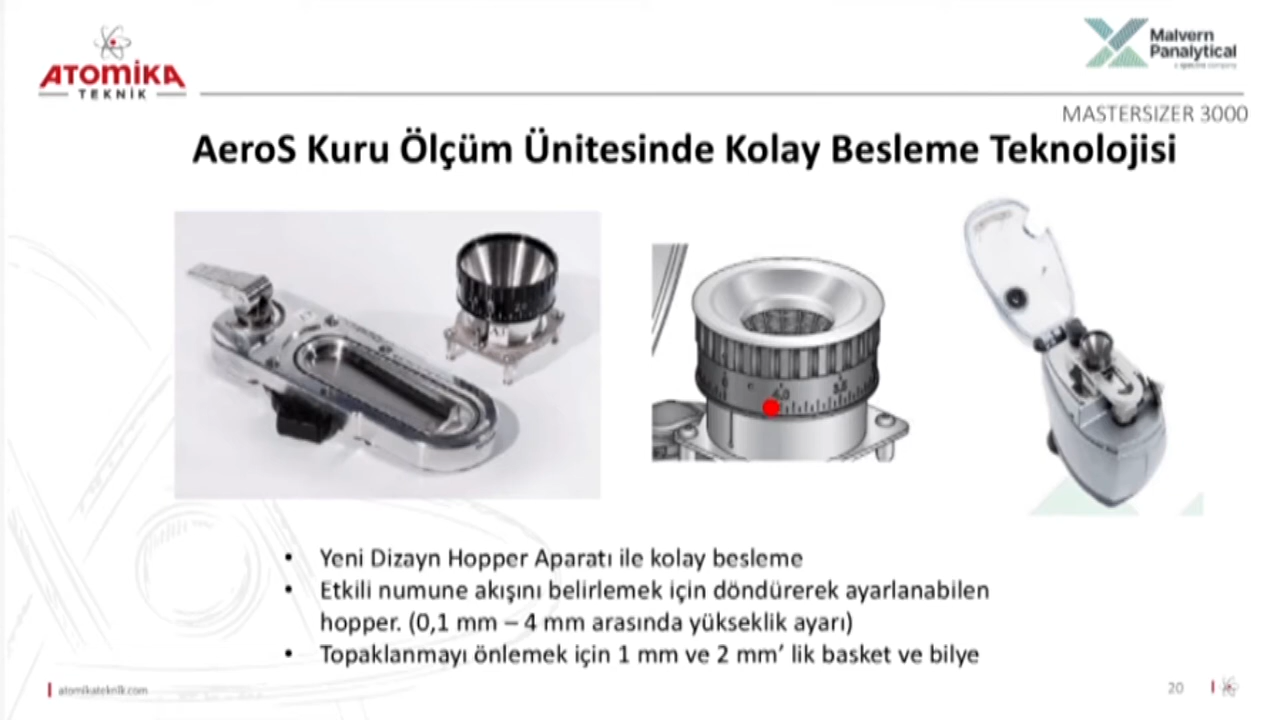 ATOMİKA
TEKNİK
Malvern
Panalytical
a spectris company
MASTERSIZER 3000
AeroS Kuru Ölçüm Ünitesinde Kolay Besleme Teknolojisi
• Yeni Dizayn Hopper Aparatı ile kolay besleme
• Etkili numune akışını belirlemek için döndürerek ayarlanabilen
hopper. (0,1 mm – 4 mm arasında yükseklik ayarı)
• Topaklanmayı önlemek için 1 mm ve 2 mm’ lik basket ve bilye
atomikateknik.com
20